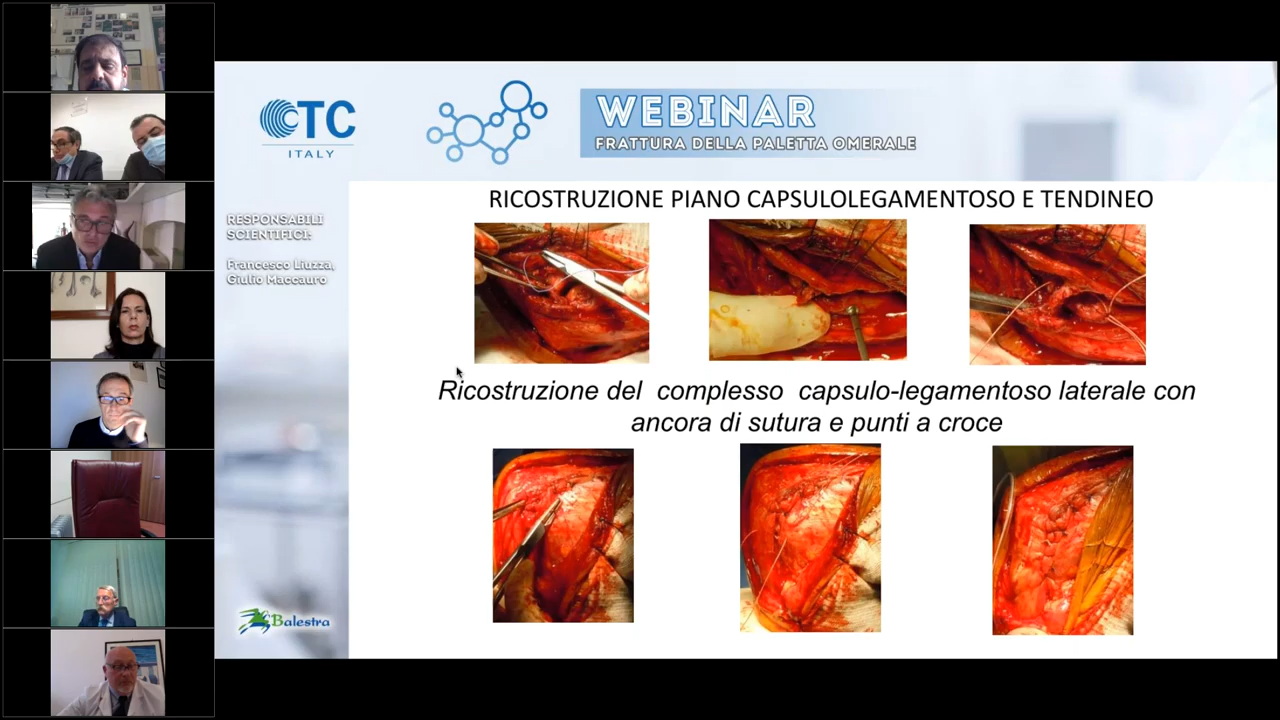 CTC
ITALY
WEBINAR
FRATTURA DELLA PALETTA OMERALE
RESPONSABILI
SCIENTIFICI:
Francesco Liuzza,
Giulio Maccauro
RICOSTRUZIONE PIANO CAPSULOLEGAMENTOSO E TENDINEO
Ricostruzione del complesso capsulo-legamentoso laterale con
ancora di sutura e punti a croce
Balestra